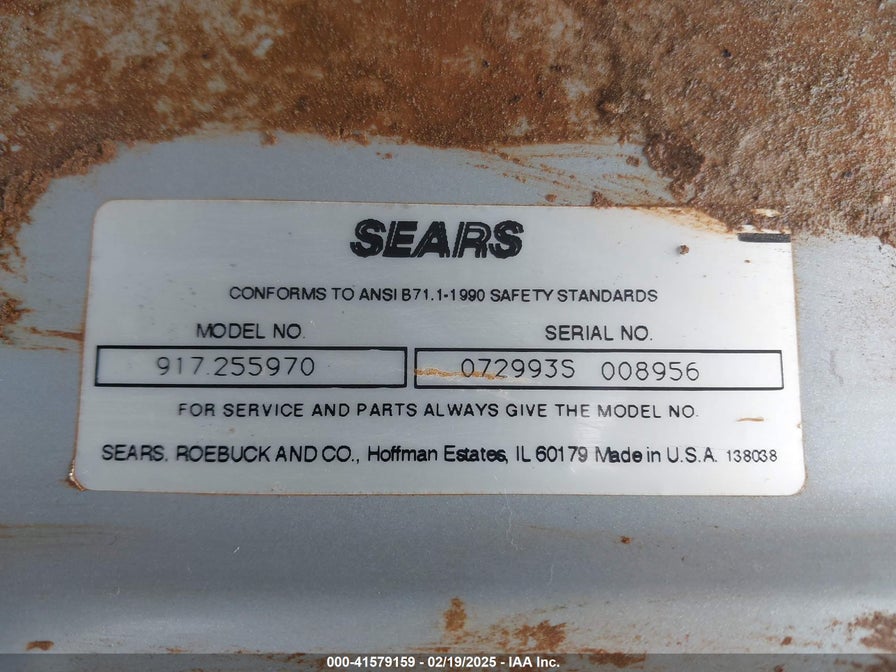 SEARS
CONFORMS TO ANSI B71.1-1990 SAFETY STANDARDS
MODEL NO. SERIAL NO.
917.255970 072993S 008956
FOR SERVICE AND PARTS ALWAYS GIVE THE MODEL NO.
SEARS, ROEBUCK AND CO., Hoffman Estates, IL 60179 Made in U.S.A. 138038
000-41579159 - 02/19/2025 - IAA Inc.